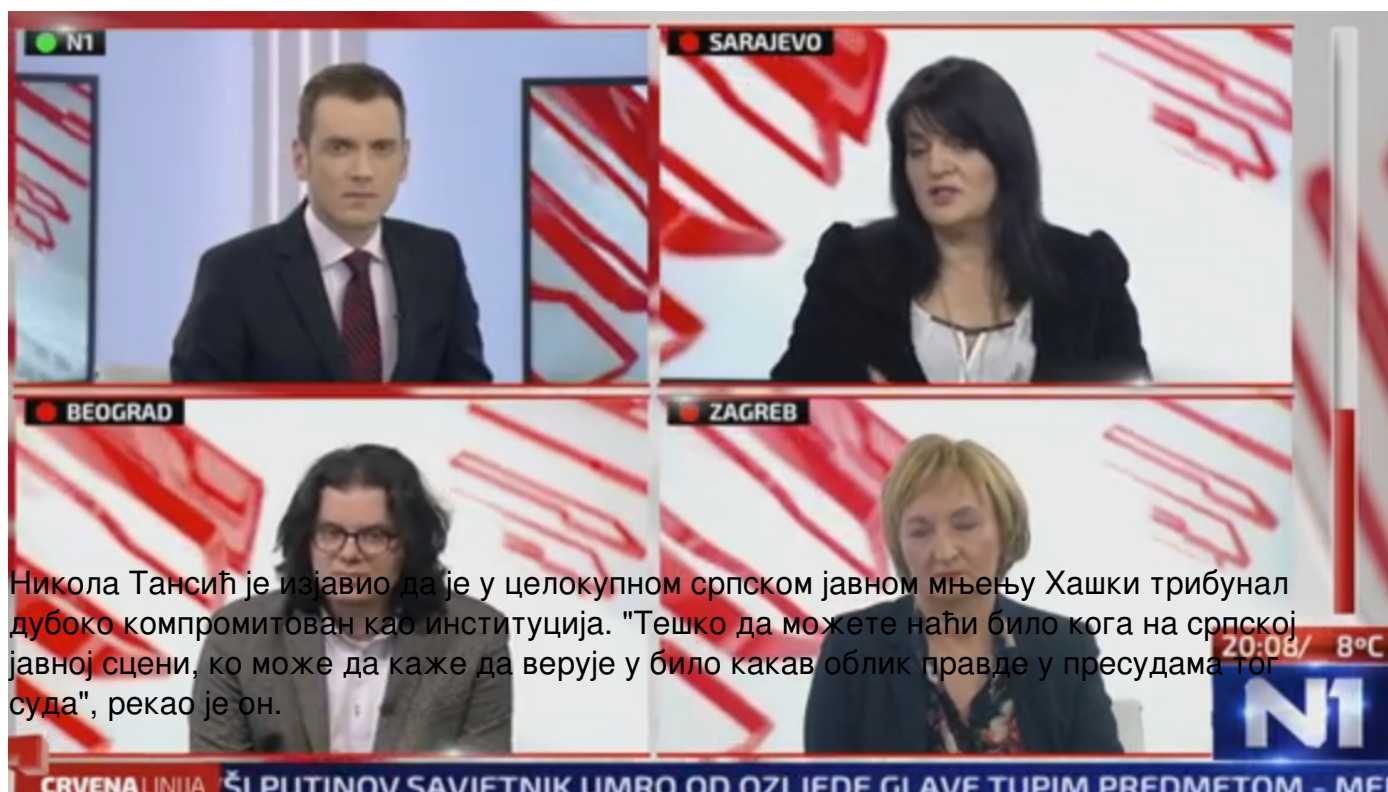 N1
SARAJEVO
BEOGRAD
ZAGREB
Никола Тансић је изјавио да је у целокупном српском јавном мњењу Хашки трибунал
дубоко компромитован као институција. "Тешко да можете наћи било кога на српској
јавној сцени, ко може да каже да верује у било какав облик правде у пресудама тог
суда", рекао је он.
20:08/ 8°C
N1
CRVENA LINIJA ŠI PUTINOV SAVJETNIK UMRO OD OZLJEDE GLAVE TUPIM PREDMETOM -